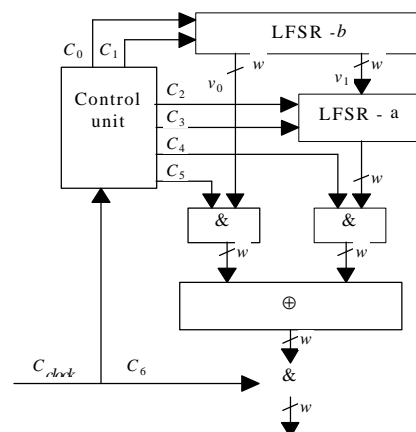 C0 C1 LFSR - b
w w
v0 v1
Control unit
C2
LFSR - a
C3
C4
C5
w
& &
w w
⊕
w
Cclock C6
&
w